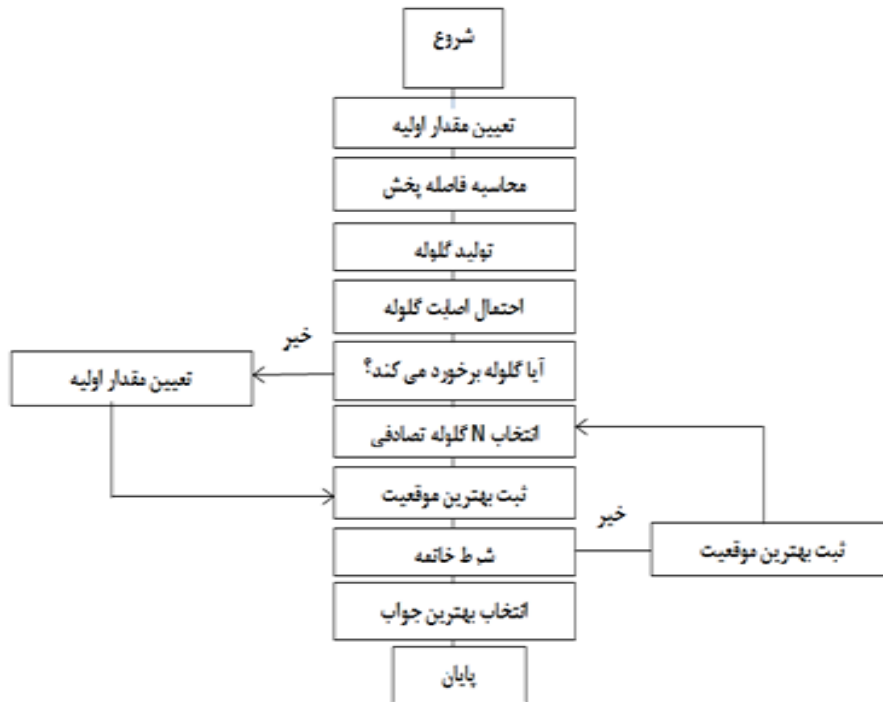 شروع
تعیین مقدار اولیه
محاسبه فاصله پخش
تولید گلوله
احتمال اصابت گلوله
آیا گلوله برخورد می کند؟
خیر
تعیین مقدار اولیه
انتخاب N گلوله تصادفی
ثبت بهترین موقعیت
شرط خاتمه
خیر
ثبت بهترین موقعیت
انتخاب بهترین جواب
پایان